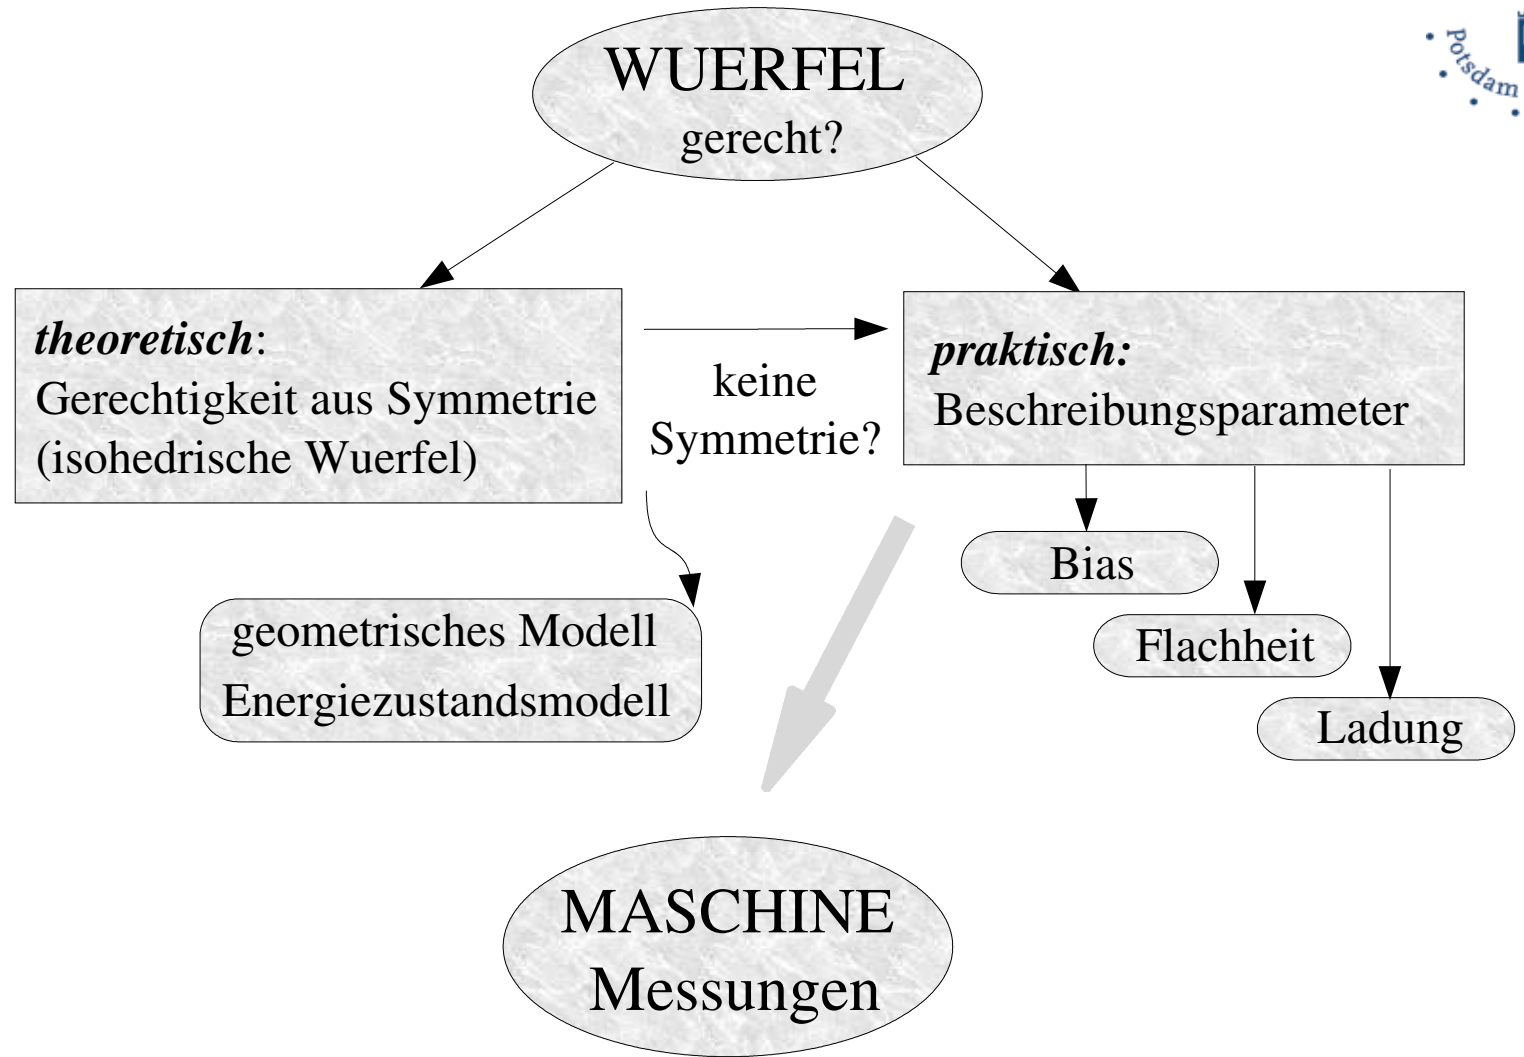 WUERFEL
gerecht?
Potsdam
theoretisch:
Gerechtigkeit aus Symmetrie
(isohedrische Wuerfel)
keine
Symmetrie?
praktisch:
Beschreibungsparameter
Bias
Flachheit
Ladung
geometrisches Modell
Energiezustandsmodell
MASCHINE
Messungen